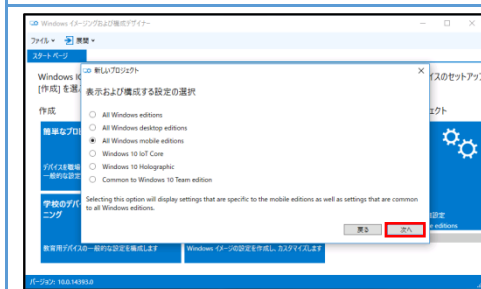 Windows イメージングおよび構成デザイナー
ファイル 展開
スタート ページ
新しいプロジェクト
表示および構成する設定の選択
All Windows editions
All Windows desktop editions
All Windows mobile editions
Windows 10 IoT Core
Windows 10 Holographic
Common to Windows 10 Team edition
Selecting this option will display settings that are specific to the mobile editions as well as settings that are common
to all Windows editions.
戻る 次へ
Windows IC
[作成] を選
イスのセットアップ
作成
ェクト
簡単なプロ
デバイスを職場
一般的な設定
学校のデバ
ニング
設定
e editions
教育用デバイスの一般的な設定を構成します
Windows イメージの設定を作成し、カスタマイズします
バージョン: 10.0.14393.0